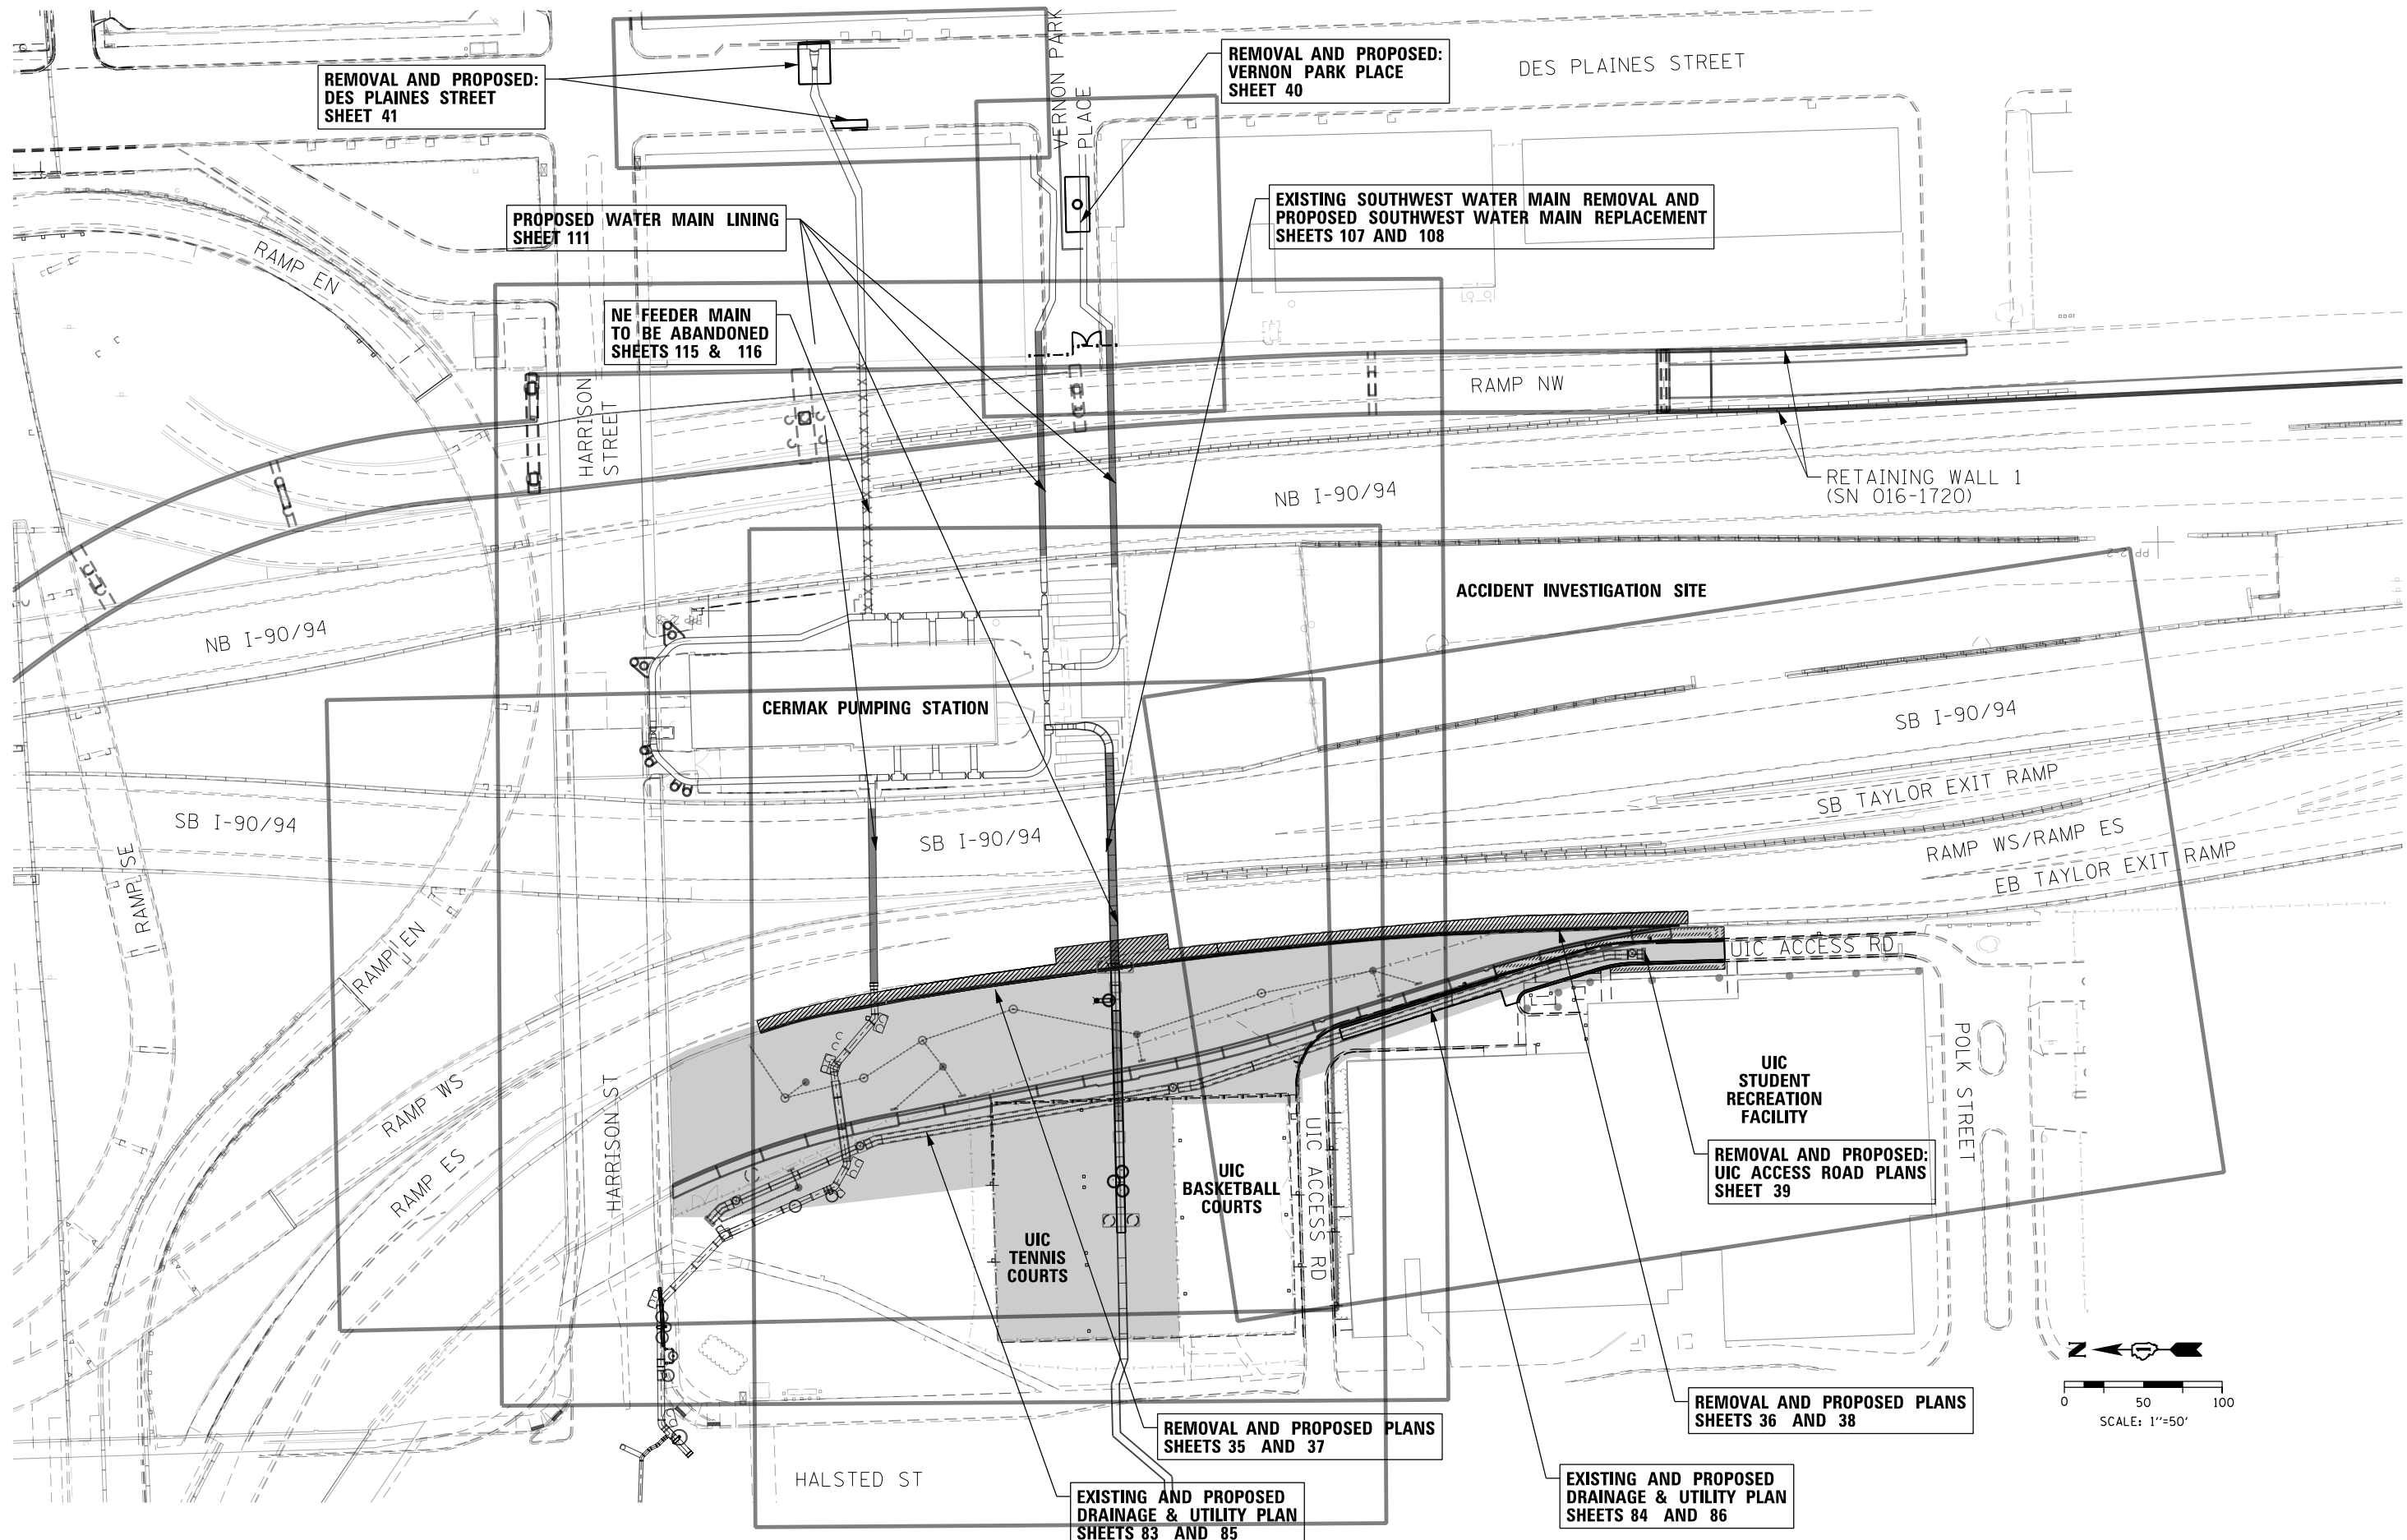 REMOVAL AND PROPOSED:
DES PLAINES STREET
SHEET 41
VERNON PARK
PLACE
REMOVAL AND PROPOSED:
VERNON PARK PLACE
SHEET 40
DES PLAINES STREET
PROPOSED WATER MAIN LINING
SHEET 111
EXISTING SOUTHWEST WATER MAIN REMOVAL AND
PROPOSED SOUTHWEST WATER MAIN REPLACEMENT
SHEETS 107 AND 108
RAMP EN
NE FEEDER MAIN
TO BE ABANDONED
SHEETS 115 & 116
HARRISON
STREET
RAMP NW
RETAINING WALL 1
(SN 016-1720)
NB I-90/94
ACCIDENT INVESTIGATION SITE
NB I-90/94
CERMAK PUMPING STATION
SB I-90/94
SB I-90/94
SB I-90/94
SB TAYLOR EXIT RAMP
RAMP WS/RAMP ES
EB TAYLOR EXIT RAMP
RAMP SE
RAMP EN
UIC ACCESS RD
RAMP WS
RAMP ES
HARRISON ST
UIC
STUDENT
RECREATION
FACILITY
POLK STREET
REMOVAL AND PROPOSED:
UIC ACCESS ROAD PLANS
SHEET 39
UIC
BASKETBALL
COURTS
UIC ACCESS RD
UIC
TENNIS
COURTS
N
0 50 100
SCALE: 1"=50'
REMOVAL AND PROPOSED PLANS
SHEETS 36 AND 38
REMOVAL AND PROPOSED PLANS
SHEETS 35 AND 37
HALSTED ST
EXISTING AND PROPOSED
DRAINAGE & UTILITY PLAN
SHEETS 83 AND 85
EXISTING AND PROPOSED
DRAINAGE & UTILITY PLAN
SHEETS 84 AND 86